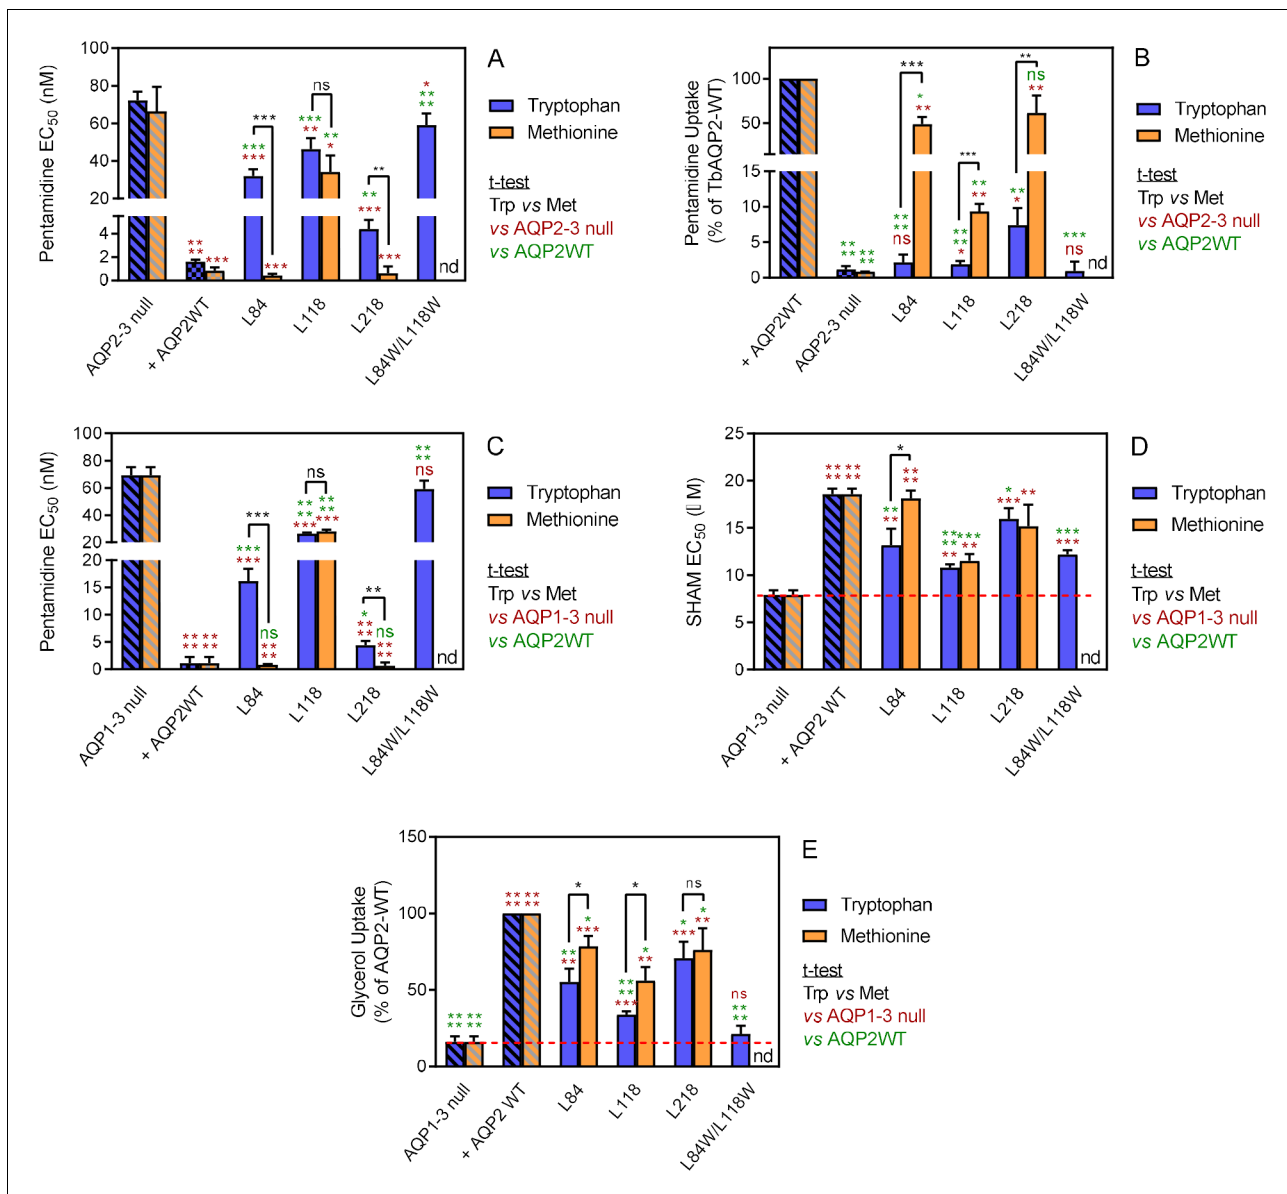 A
Pentamidine EC50 (nM)
100
80
60
40
20
4
2
0
*** *** *** ns *** ** ** * ** *** *** * ** ** ** ** *** ***
nd
AQP2-3 null
+ AQP2WT
L84
L118
L218
L84W/L118W
Tryptophan
Methionine
t-test
Trp vs Met
vs AQP2-3 null
vs AQP2WT
B
Pentamidine Uptake
(% of TbAQP2-WT)
100
50
15
10
5
0
** ** ** ** *** ** ** ns * ** *** ** ** * ** ** ** ** * ns ** *** ns
nd
+ AQP2WT
AQP2-3 null
L84
L118
L218
L84W/L118W
Tryptophan
Methionine
t-test
Trp vs Met
vs AQP2-3 null
vs AQP2WT
C
Pentamidine EC50 (nM)
100
80
60
40
20
20
15
10
5
0
** ** ** ** *** *** *** ns ** ** ns ** ** *** ** ** *** ** * ** ** ns ** ** ** ** ns
nd
AQP1-3 null
+ AQP2WT
L84
L118
L218
L84W/L118W
Tryptophan
Methionine
t-test
Trp vs Met
vs AQP1-3 null
vs AQP2WT
D
SHAM EC50 (▯ M)
25
20
15
10
5
0
** ** ** ** * ** ** ** ** ** ** ** *** ** * *** ** *** ***
nd
AQP1-3 null
+ AQP2 WT
L84
L118
L218
L84W/L118W
Tryptophan
Methionine
t-test
Trp vs Met
vs AQP1-3 null
vs AQP2WT
E
Glycerol Uptake
(% of AQP2-WT)
150
100
50
0
** ** ** ** ** ** ** ** * ** ** * *** * ** ** *** * ** ns * *** * ** ns ** **
nd
AQP1-3 null
+ AQP2 WT
L84
L118
L218
L84W/L118W
Tryptophan
Methionine
t-test
Trp vs Met
vs AQP1-3 null
vs AQP2WT